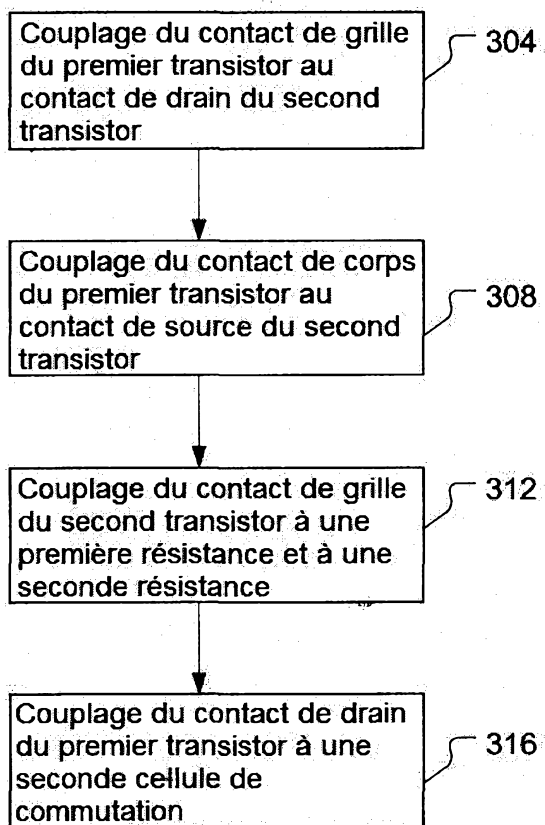 Couplage du contact de grille
du premier transistor au
contact de drain du second
transistor
304
Couplage du contact de corps
du premier transistor au
contact de source du second
transistor
308
Couplage du contact de grille
du second transistor à une
première résistance et à une
seconde résistance
312
Couplage du contact de drain
du premier transistor à une
seconde cellule de
commutation
316